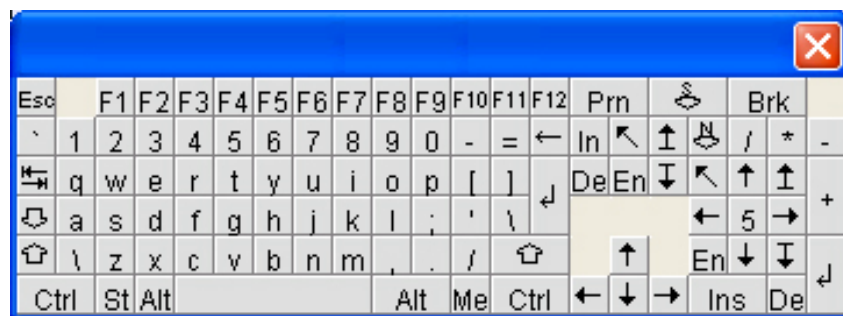 Esc F1 F2 F3 F4 F5 F6 F7 F8 F9 F10 F11 F12 Prn S Brk
` 1 2 3 4 5 6 7 8 9 0 - = ← In ↖ ↥ N / * -
↹ q w e r t y u i o p [ ] ↵ De En ↧ ↖ ↑ ↥ +
⇩ a s d f g h j k l ; ' \ ← 5 →
⇧ \ z x c v b n m , . / ⇧ ↑ En ↓ ↧ ↵
Ctrl St Alt Alt Me Ctrl ← ↓ → Ins De